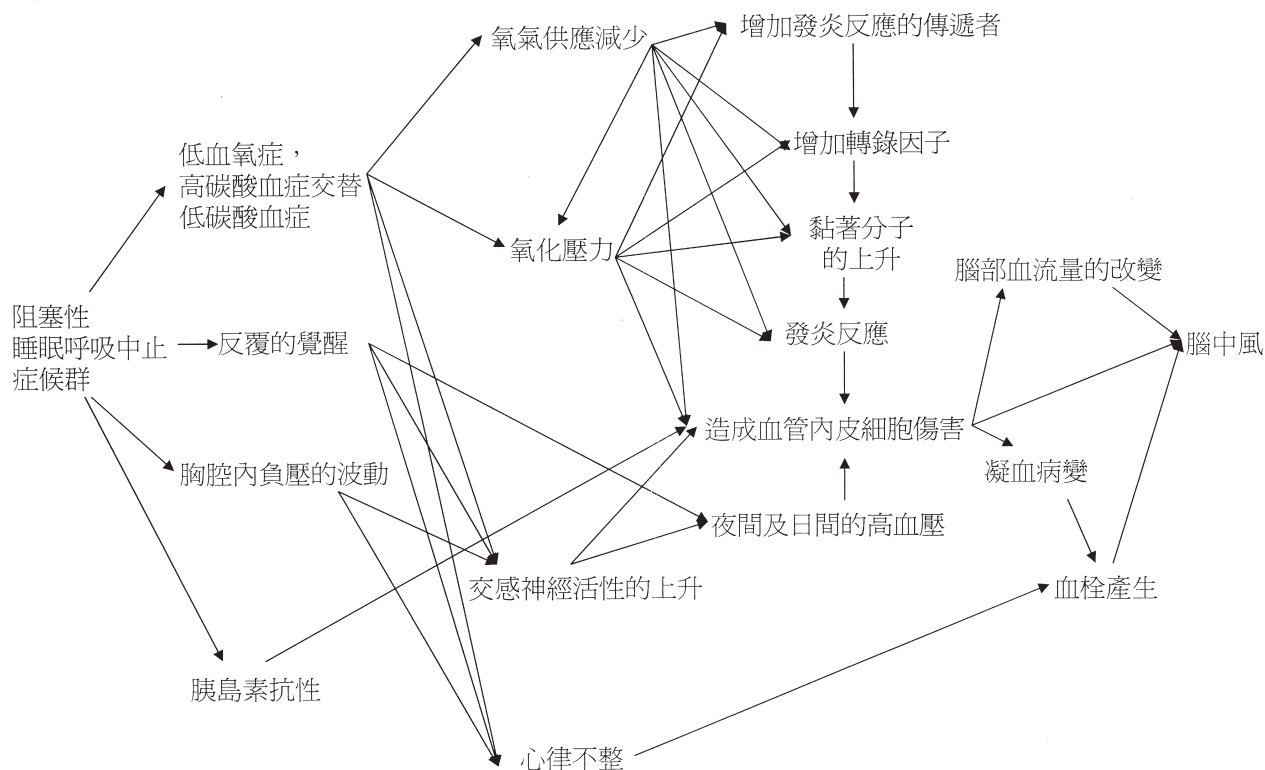 氧氣供應減少
增加發炎反應的傳遞者
低血氧症，
高碳酸血症交替
低碳酸血症
增加轉錄因子
氧化壓力
黏著分子
的上升
腦部血流量的改變
阻塞性
睡眠呼吸中止
症候群
反覆的覺醒
發炎反應
腦中風
造成血管內皮細胞傷害
胸腔內負壓的波動
凝血病變
夜間及日間的高血壓
交感神經活性的上升
血栓產生
胰島素抗性
心律不整